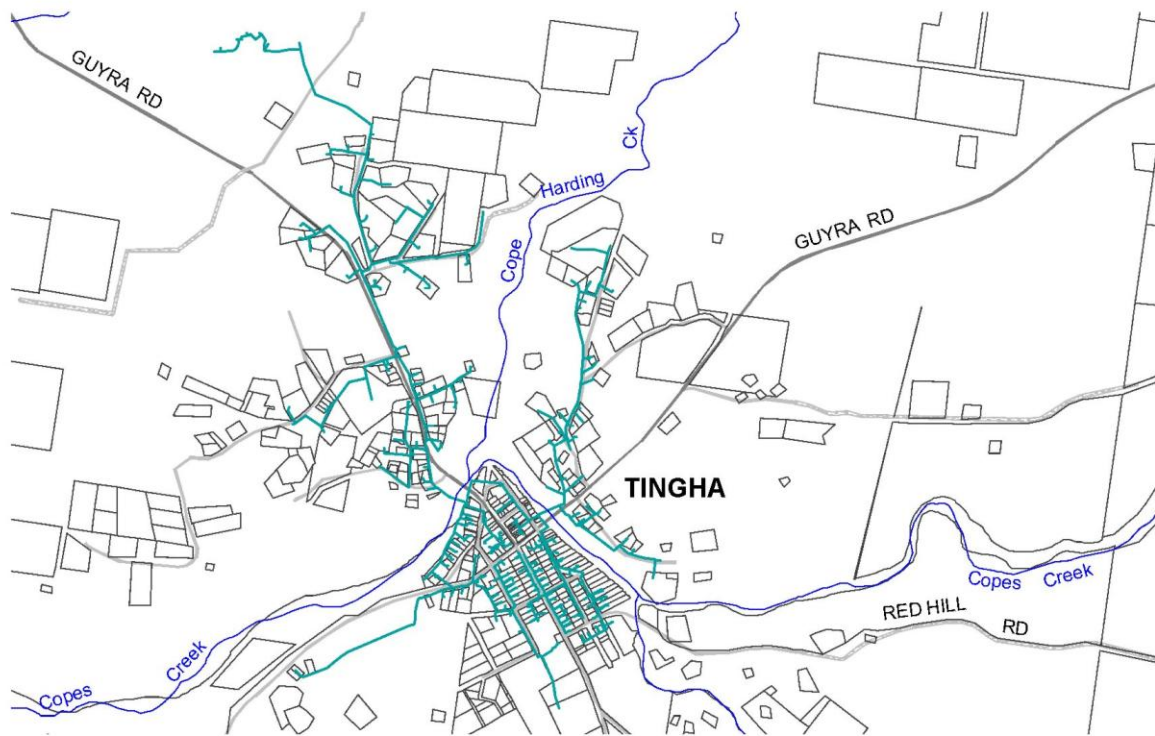 GUYRA RD
Ck
Harding
GUYRA RD
Cope
TINGHA
Copes Creek
RED HILL
RD
Creek
Copes